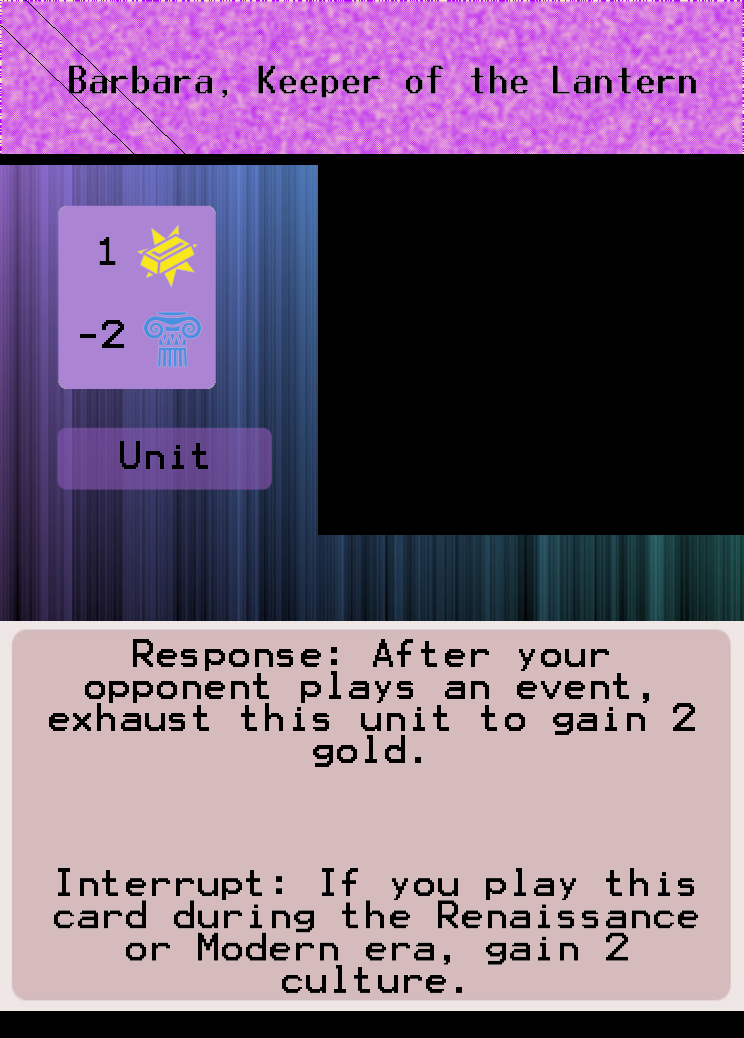 Barbara, Keeper of the Lantern
1
-2
Unit
Response: After your
opponent plays an event,
exhaust this unit to gain 2
gold.
Interrupt: If you play this
card during the Renaissance
or Modern era, gain 2
culture.